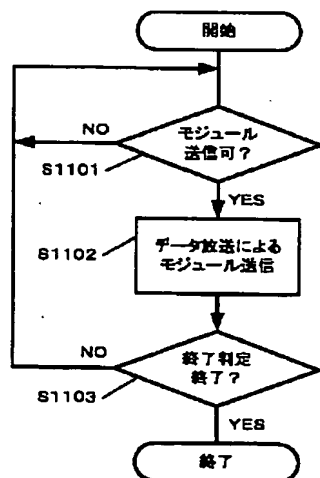 開始
NO
モジュール
送信可？
S1101
YES
S1102
データ放送による
モジュール送信
NO
終了判定
終了？
S1103
YES
終了